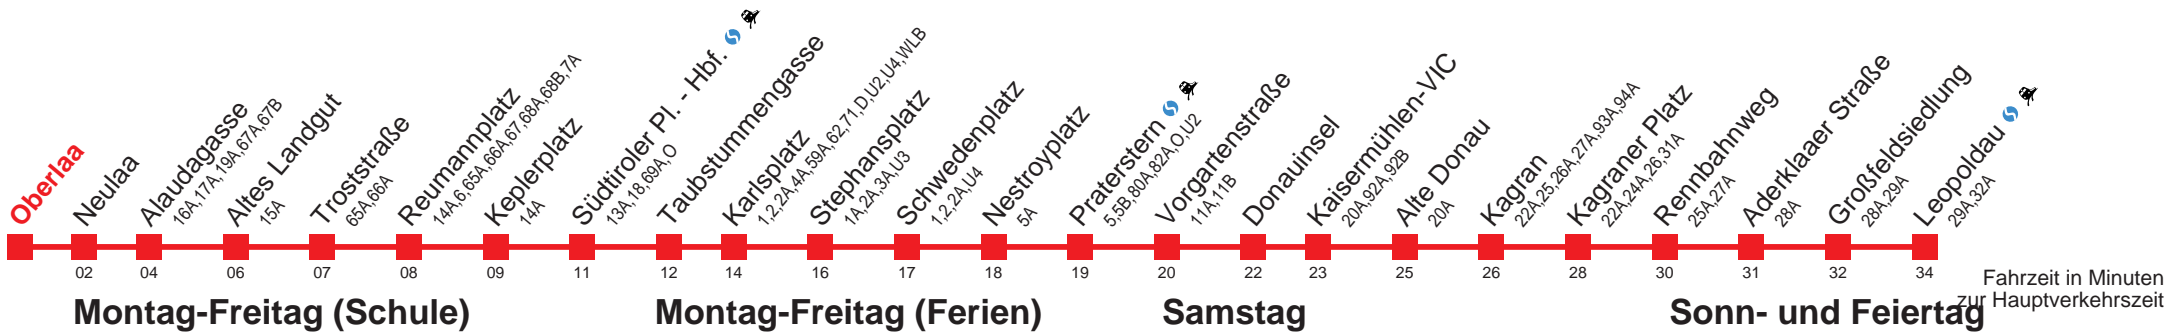 Oberlaa
Neulaa
Alaudagasse
16A,17A,19A,67A,67B
Altes Landgut
15A
Troststraße
65A,66A
Reumannplatz
14A,6,65A,66A,67,68A,68B,7A
Keplerplatz
14A
Südtiroler Pl. - Hbf.
13A,18,69A,O
Taubstummengasse
Karlsplatz
1,2,2A,4A,59A,62,71,D,U2,U4,WLB
Stephansplatz
1A,2A,3A,U3
Schwedenplatz
1,2,2A,U4
Nestroyplatz
5A
Praterstern
5,5B,80A,82A,O,U2
Vorgartenstraße
11A,11B
Donauinsel
Kaisermühlen-VIC
20A,92A,92B
Alte Donau
20A
Kagran
22A,25,26A,27A,93A,94A
Kagraner Platz
22A,24A,26,31A
Rennbahnweg
25A,27A
Aderklaaer Straße
28A
Großfeldsiedlung
28A,29A
Leopoldau
29A,32A
02 04 06 07 08 09 11 12 14 16 17 18 19 20 22 23 25 26 28 30 31 32 34
Fahrzeit in Minuten
zur Hauptverkehrszeit
Montag-Freitag (Schule) Montag-Freitag (Ferien) Samstag Sonn- und Feiertag